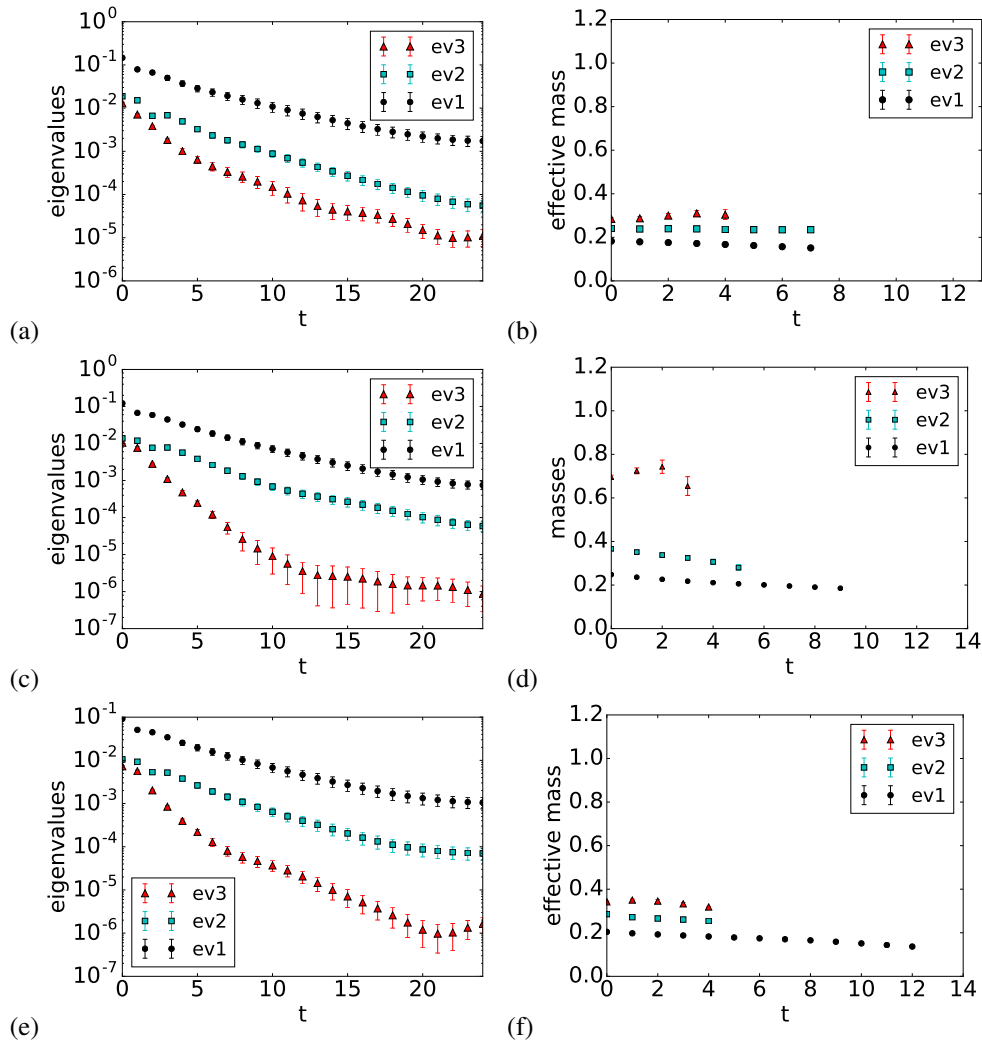 10⁰
10⁻¹
10⁻²
10⁻³
10⁻⁴
10⁻⁵
10⁻⁶
eigenvalues
0 5 10 15 20
t
ev3
ev2
ev1
(a)
1.2
1.0
0.8
0.6
0.4
0.2
0.0
effective mass
0 2 4 6 8 10 12
t
ev3
ev2
ev1
(b)
10⁰
10⁻¹
10⁻²
10⁻³
10⁻⁴
10⁻⁵
10⁻⁶
10⁻⁷
eigenvalues
0 5 10 15 20
t
ev3
ev2
ev1
(c)
1.2
1.0
0.8
0.6
0.4
0.2
0.0
masses
0 2 4 6 8 10 12 14
t
ev3
ev2
ev1
(d)
10⁻¹
10⁻²
10⁻³
10⁻⁴
10⁻⁵
10⁻⁶
10⁻⁷
eigenvalues
0 5 10 15 20
t
ev3
ev2
ev1
(e)
1.2
1.0
0.8
0.6
0.4
0.2
0.0
effective mass
0 2 4 6 8 10 12 14
t
ev3
ev2
ev1
(f)